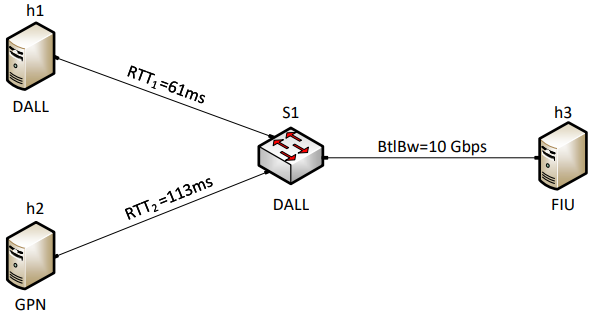 h1
DALL
RTT1=61ms
S1
DALL
BtlBw=10 Gbps
h3
FIU
h2
GPN
RTT2=113ms